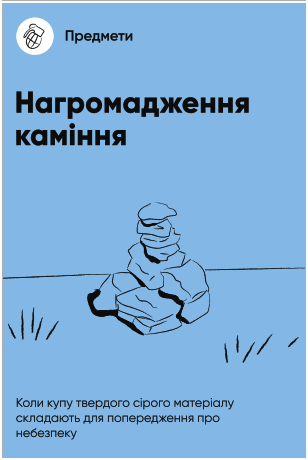 Предмети
Нагромадження
каміння
Коли купу твердого сірого матеріалу
складають для попередження про
небезпеку